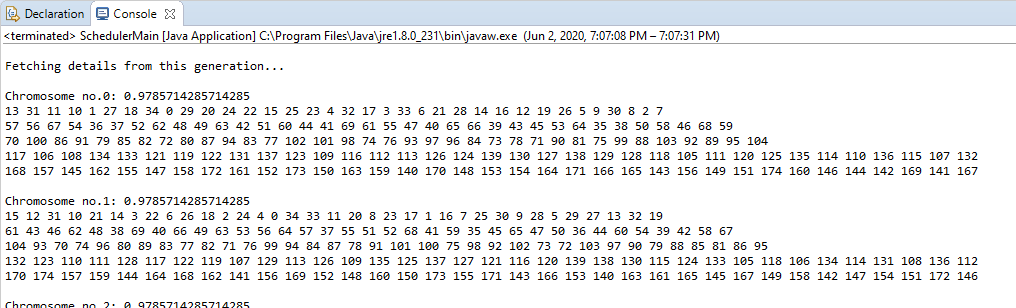 Declaration Console
<terminated> SchedulerMain [Java Application] C:\Program Files\Java\jre1.8.0_231\bin\javaw.exe (Jun 2, 2020, 7:07:08 PM – 7:07:31 PM)
Fetching details from this generation...
Chromosome no.0: 0.9785714285714285
13 31 11 10 1 27 18 34 0 29 20 24 22 15 25 23 4 32 17 3 33 6 21 28 14 16 12 19 26 5 9 30 8 2 7
57 56 67 54 36 37 52 62 48 49 63 42 51 60 44 41 69 61 55 47 40 65 66 39 43 45 53 64 35 38 50 58 46 68 59
70 100 86 91 79 85 82 72 80 87 94 83 77 102 101 98 74 76 93 97 96 84 73 78 71 90 81 75 99 88 103 92 89 95 104
117 106 108 134 133 121 119 122 131 137 123 109 116 112 113 126 124 139 130 127 138 129 128 118 105 111 120 125 135 114 110 136 115 107 132
168 157 145 162 155 147 158 172 161 152 173 150 163 159 140 170 148 153 154 164 171 166 165 143 156 149 151 174 160 146 144 142 169 141 167
Chromosome no.1: 0.9785714285714285
15 12 31 10 21 14 3 22 6 26 18 2 24 4 0 34 33 11 20 8 23 17 1 16 7 25 30 9 28 5 29 27 13 32 19
61 43 46 62 48 38 69 40 66 49 63 53 56 64 57 37 55 51 52 68 41 59 35 45 65 47 50 36 44 60 54 39 42 58 67
104 93 70 74 96 80 89 83 77 82 71 76 99 94 84 87 78 91 101 100 75 98 92 102 73 72 103 97 90 79 88 85 81 86 95
132 123 110 111 128 117 122 119 107 129 113 126 109 135 125 137 127 121 116 120 139 138 130 115 124 133 105 118 106 134 114 131 108 136 112
170 174 157 159 144 164 168 162 141 156 169 152 148 160 150 173 155 171 143 166 153 140 163 161 165 145 167 149 158 142 147 154 151 172 146
Chromosome no.2: 0.9785714285714285